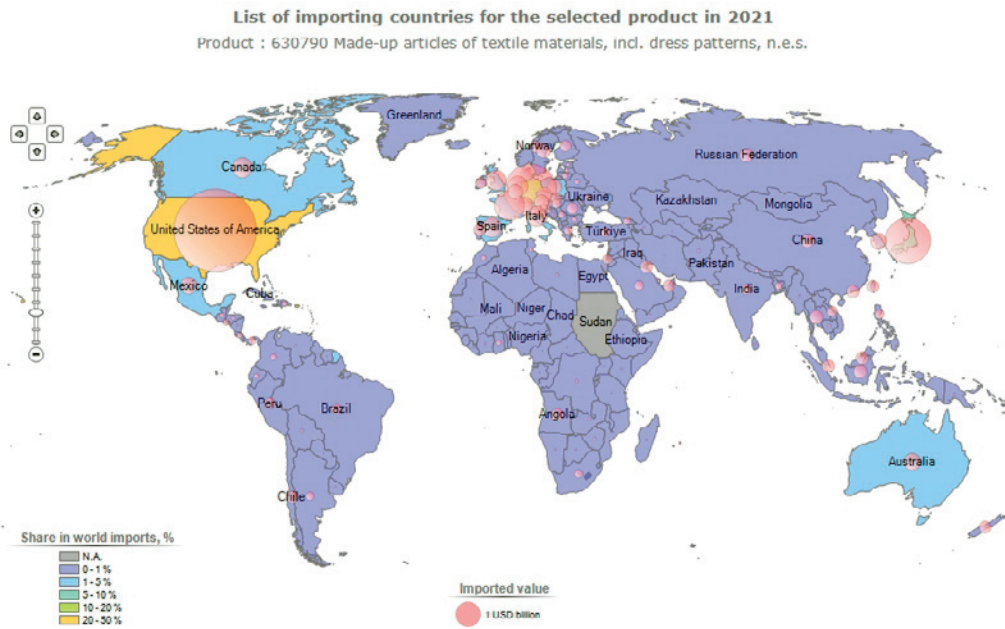 List of importing countries for the selected product in 2021
Product : 630790 Made-up articles of textile materials, incl. dress patterns, n.e.s.
Greenland
Norway
Russian Federation
Canada
Ukraine
Kazakhstan
Mongolia
United States of America
Italy
Spain
Türkiye
China
Iraq
Pakistan
Mexico
Algeria
Egypt
India
Cuba
Mali
Niger
Chad
Sudan
Nigeria
Ethiopia
Peru
Brazil
Angola
Australia
Chile
Share in world imports, %
N.A.
0 - 1 %
1 - 5 %
5 - 10 %
10 - 20 %
20 - 50 %
Imported value
1 USD billion